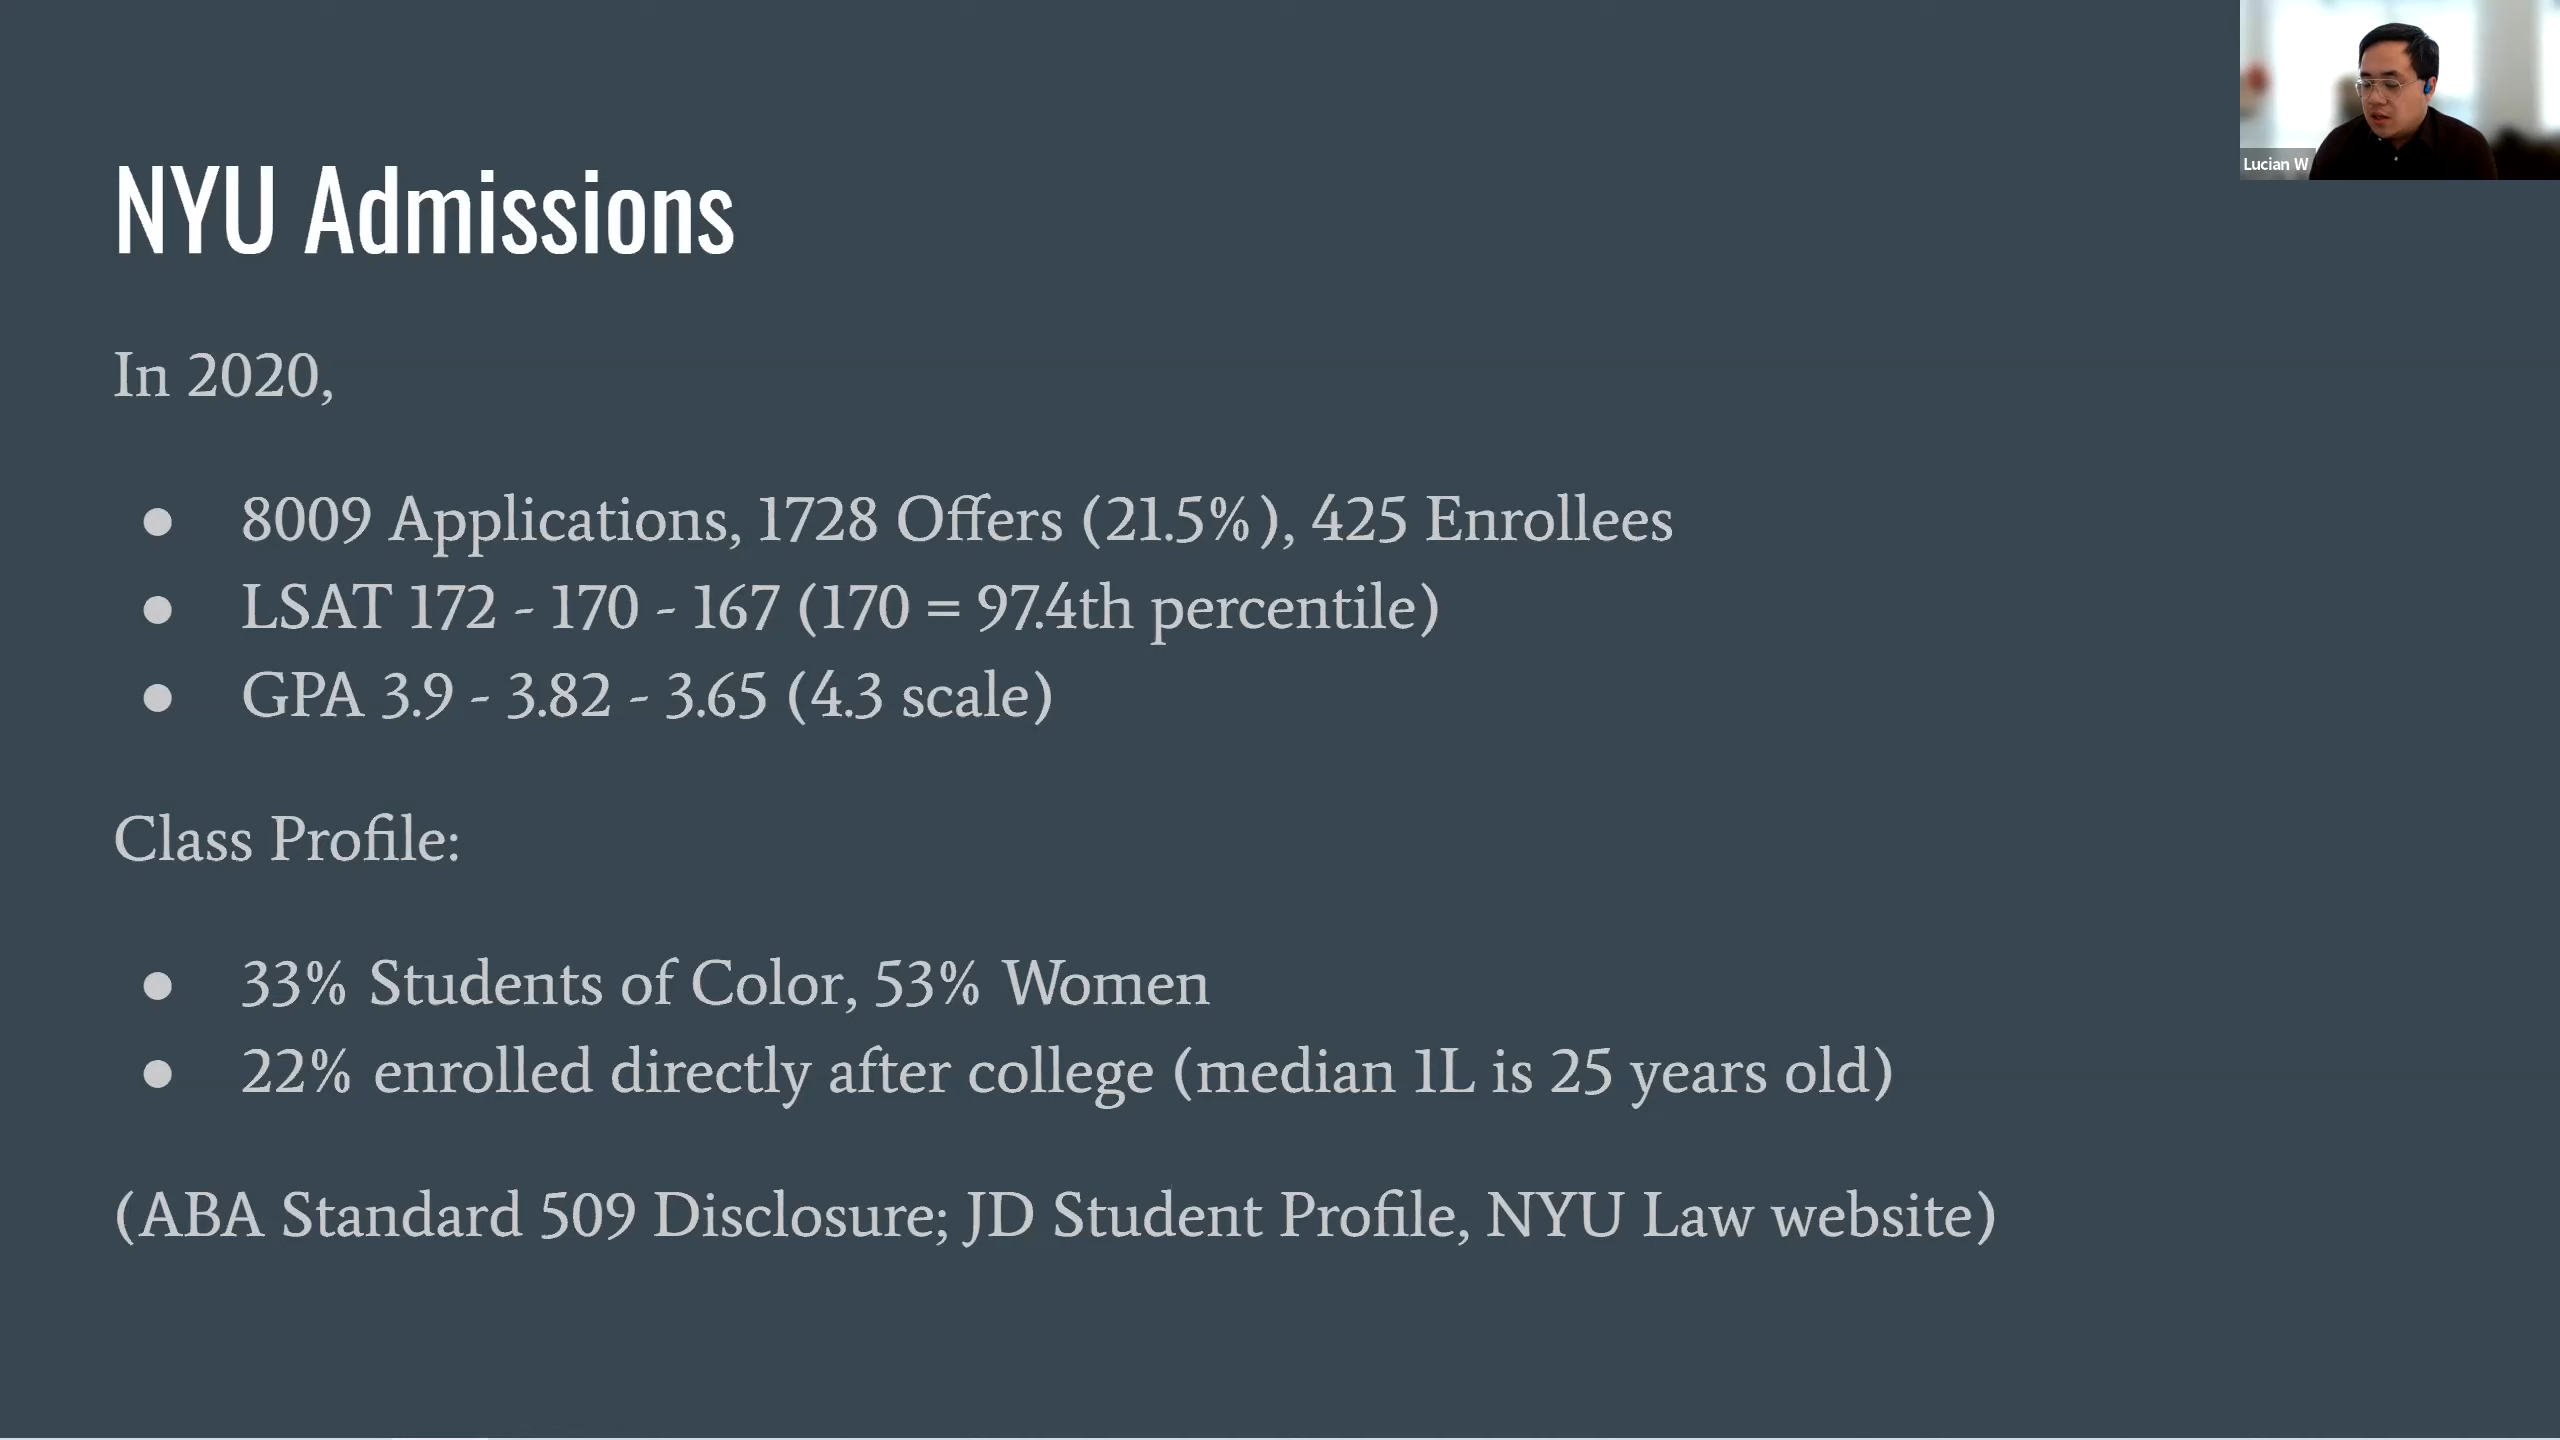 Lucian W
NYU Admissions
In 2020,
● 8009 Applications, 1728 Offers (21.5%), 425 Enrollees
● LSAT 172 - 170 - 167 (170 = 97.4th percentile)
● GPA 3.9 - 3.82 - 3.65 (4.3 scale)
Class Profile:
● 33% Students of Color, 53% Women
● 22% enrolled directly after college (median 1L is 25 years old)
(ABA Standard 509 Disclosure; JD Student Profile, NYU Law website)